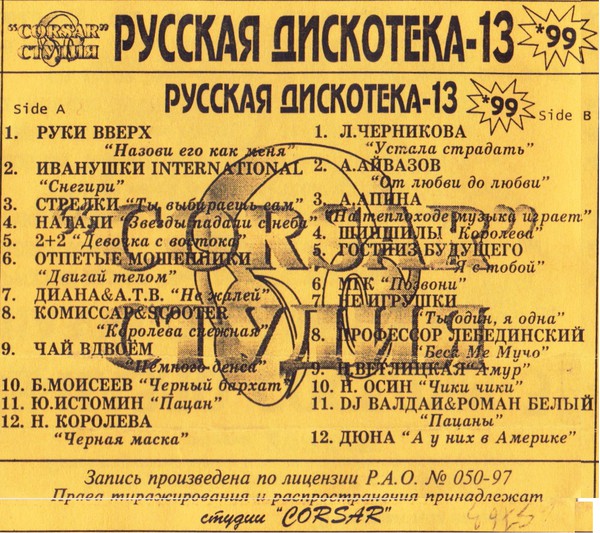 "CORSAR" СТУДИЯ
РУССКАЯ ДИСКОТЕКА-13
*99
РУССКАЯ ДИСКОТЕКА-13
*99
Side A
1. РУКИ ВВЕРХ
"Назови его как меня"
2. ИВАНУШКИ INTERNATIONAL
"Снегири"
3. СТРЕЛКИ "Ты выбираешь сам"
4. НАТАЛИ "Звезды падали с неба"
5. 2+2 "Девочка с востока"
6. ОТПЕТЫЕ МОШЕННИКИ
"Двигай телом"
7. ДИАНА&А.Т.В. "Не жалей"
8. КОМИССАР&SCOOTER
"Королева снежная"
9. ЧАЙ ВДВОЁМ
"Немного денса"
10. Б.МОИСЕЕВ "Черный бархат"
11. Ю.ИСТОМИН "Пацан"
12. Н. КОРОЛЕВА
"Черная маска"
Side B
1. Л.ЧЕРНИКОВА
"Устала страдать"
2. А.АЙВАЗОВ
"От любви до любви"
3. А.АПИНА
"На теплоходе музыка играет"
4. ШИНШИЛЫ "Королева"
5. ГОСТИ ИЗ БУДУЩЕГО
"Я с тобой"
6. МГК "Позвони"
7. НЕ ИГРУШКИ
"Ты один, я одна"
8. ПРОФЕССОР ЛЕБЕДИНСКИЙ
"Беск Ме Мучо"
9. Н.ВЕТЛИЦКАЯ "Амур"
10. Н. ОСИН "Чики чики"
11. DJ ВАЛДАИ&РОМАН БЕЛЫЙ
"Пацаны"
12. ДЮНА "А у них в Америке"
"CORSAR"
СТУДИЯ
Запись произведена по лицензии Р.А.О. № 050-97
Права тиражирования и распространения принадлежат
студии "CORSAR"